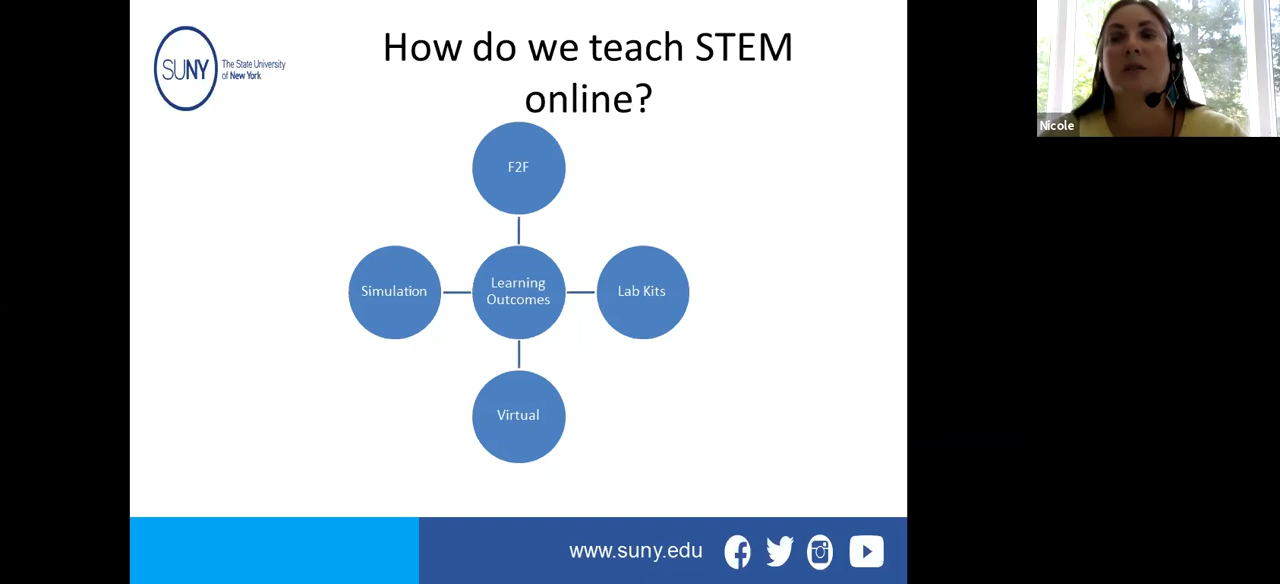 How do we teach STEM
online?
SUNY
The State University
of New York
Nicole
F2F
Simulation
Learning
Outcomes
Lab Kits
Virtual
www.suny.edu